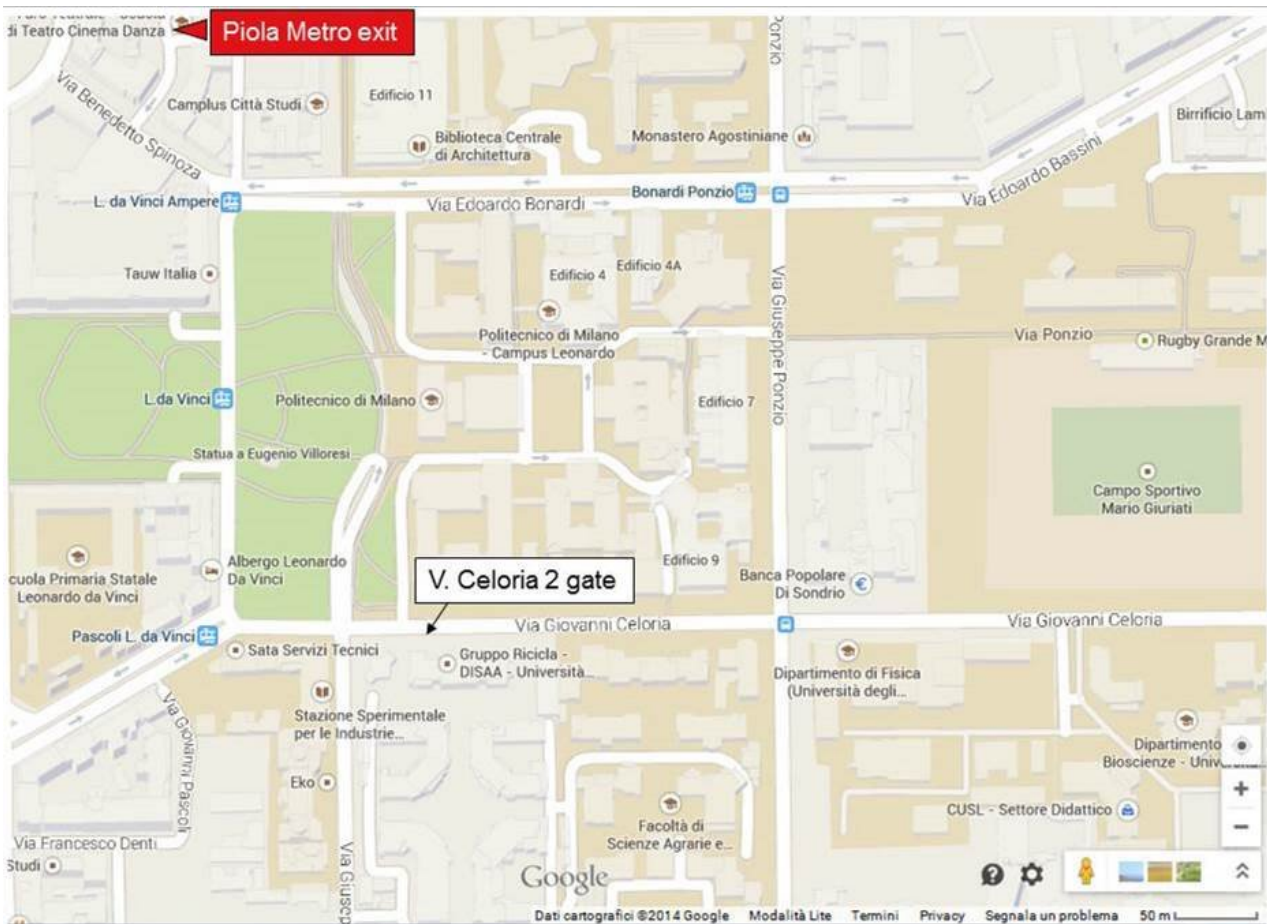 di Teatro Cinema Danza
Piola Metro exit
Ponzio
Via Benedetto Spinoza
Camplus Città Studi
Edificio 11
Biblioteca Centrale
di Architettura
Monastero Agostiniane
Birrificio Lam
L. da Vinci Ampere
Via Edoardo Bonardi
Bonardi Ponzio
Via Edoardo Bassini
Tauw Italia
Edificio 4
Edificio 4A
Via Giuseppe Ponzio
Politecnico di Milano
- Campus Leonardo
Via Ponzio
Rugby Grande M
L.da Vinci
Politecnico di Milano
Edificio 7
Statua a Eugenio Villoresi
Campo Sportivo
Mario Giuriati
cuola Primaria Statale
Leonardo da Vinci
Albergo Leonardo
Da Vinci
V. Celoria 2 gate
Edificio 9
Banca Popolare
Di Sondrio
€
Pascoli L. da Vinci
Via Giovanni Celoria
Via Giovanni Celoria
Sata Servizi Tecnici
Gruppo Ricicla -
DISAA - Università...
Dipartimento di Fisica
(Università degli...
Via Giovanni Pascoli
Stazione Sperimentale
per le Industrie...
Dipartimento
Bioscienze - Univ
Eko
CUSL - Settore Didattico
Facoltà di
Scienze Agrarie e...
Via Francesco Denti
Studi
Via Giusep
Google
Dati cartografici ©2014 Google Modalità Lite Termini Privacy Segnala un problema 50 m